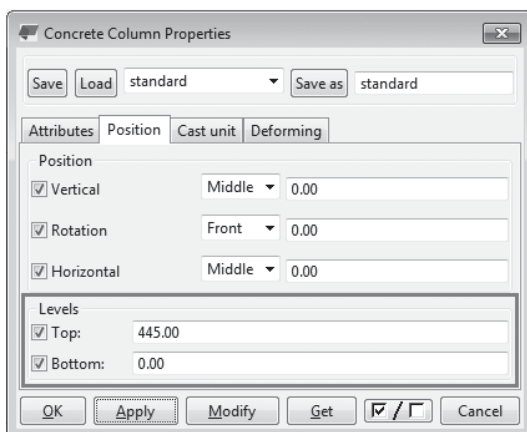 Concrete Column Properties
Save Load standard Save as standard
Attributes Position Cast unit Deforming
Position
Vertical Middle 0.00
Rotation Front 0.00
Horizontal Middle 0.00
Levels
Top: 445.00
Bottom: 0.00
OK Apply Modify Get / Cancel